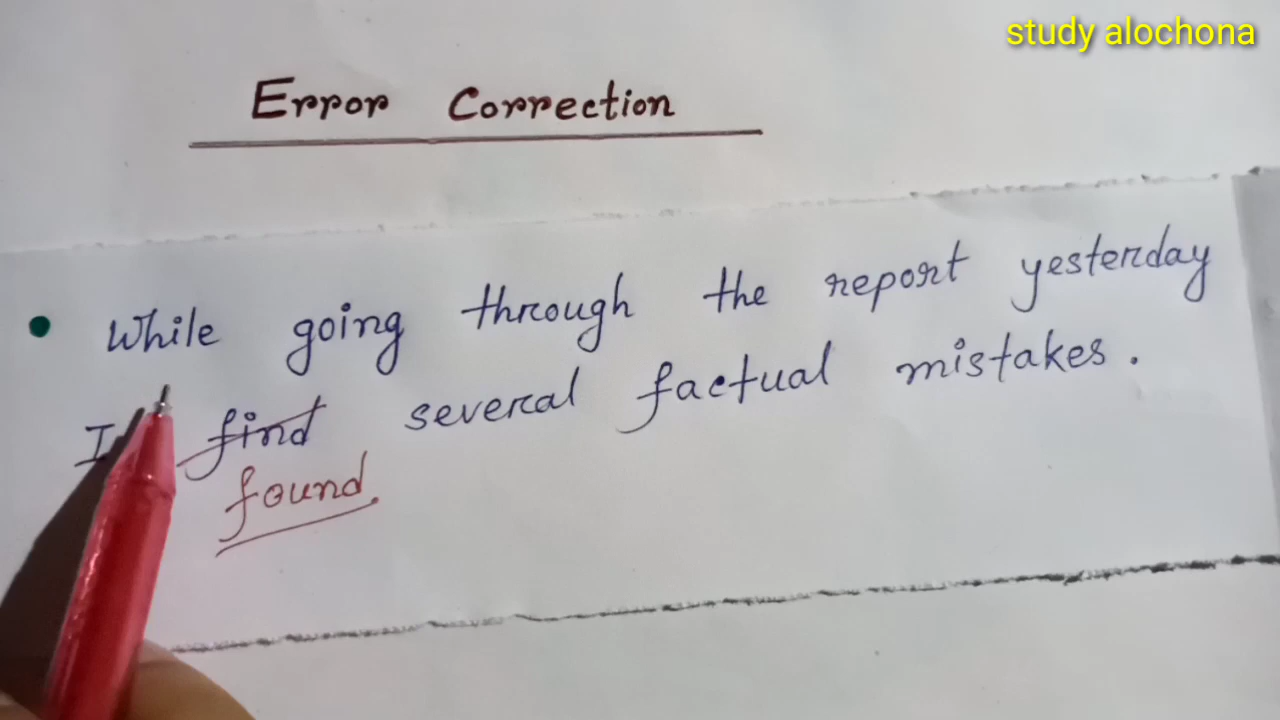 study alochona
Error Correction
While going through the report yesterday
I find several factual mistakes.
found.